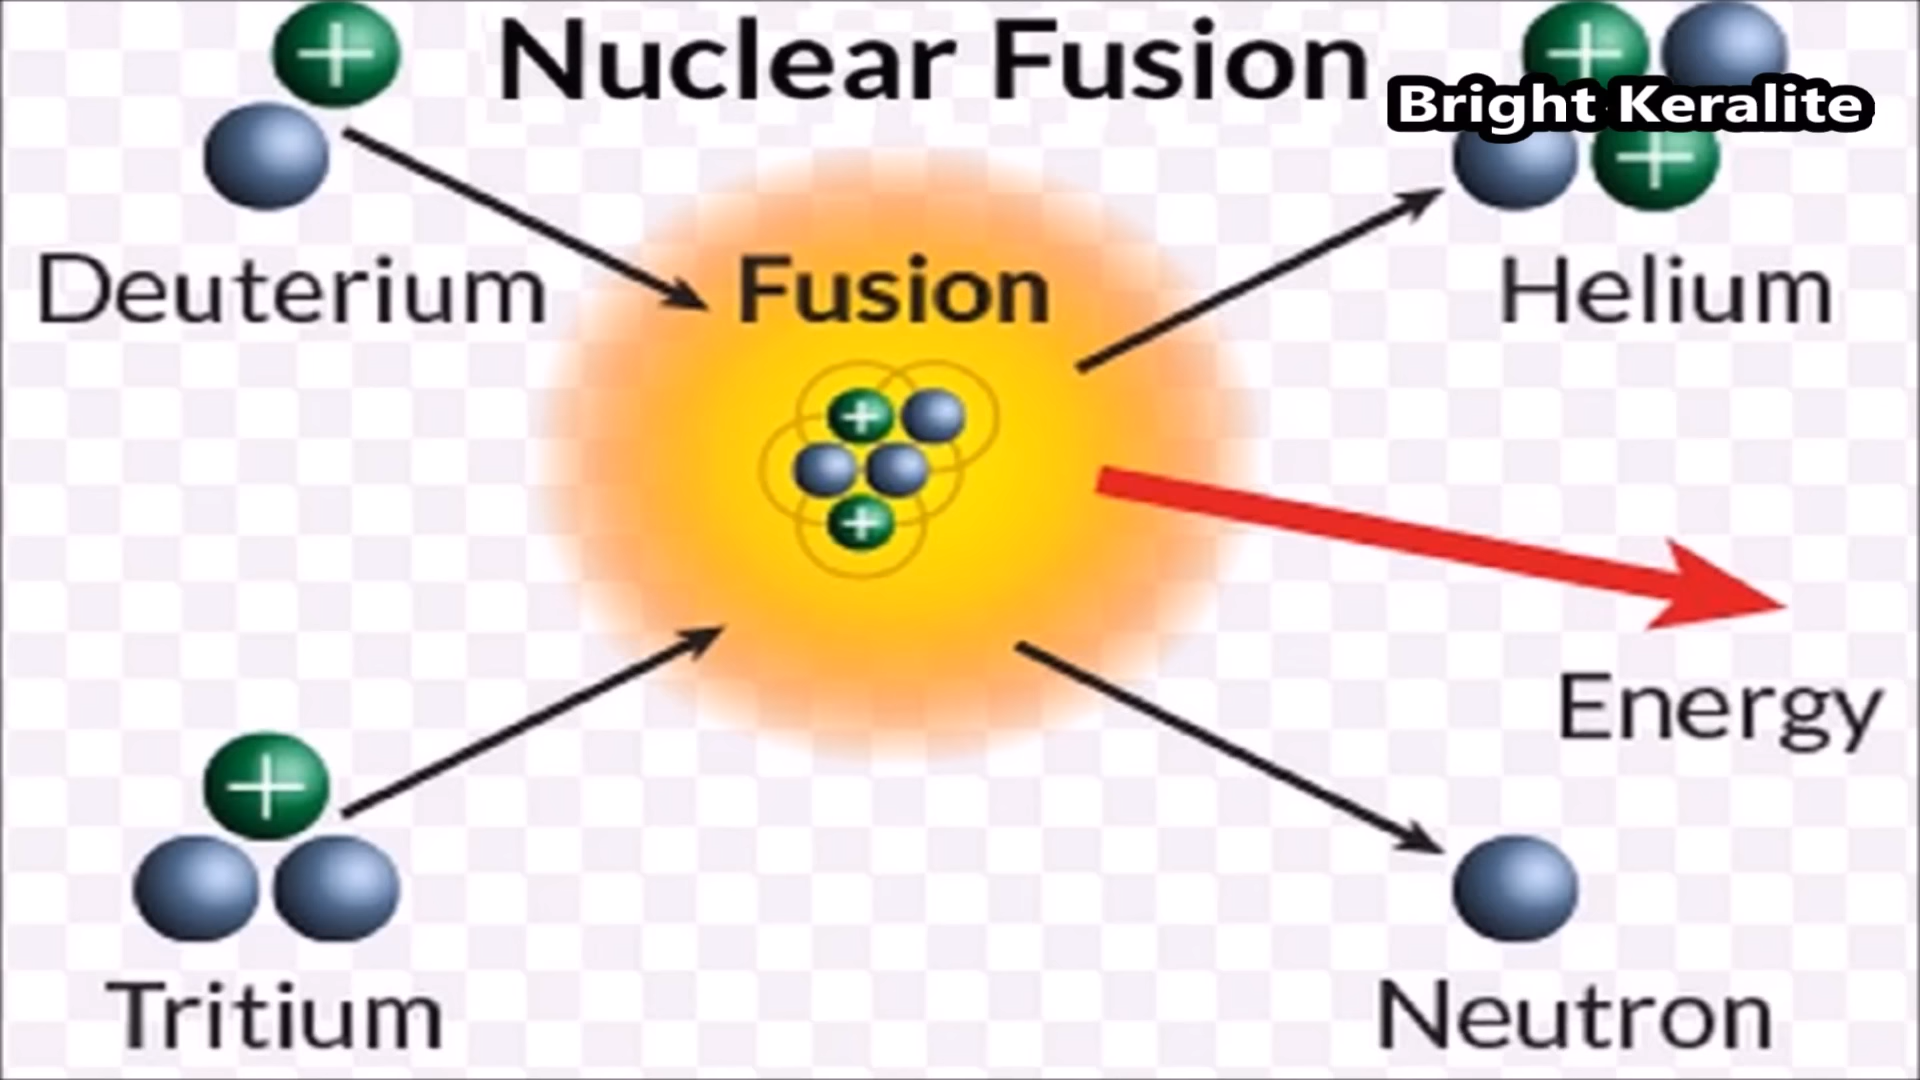 Nuclear Fusion
Bright Keralite
Deuterium
Fusion
Helium
Energy
Tritium
Neutron